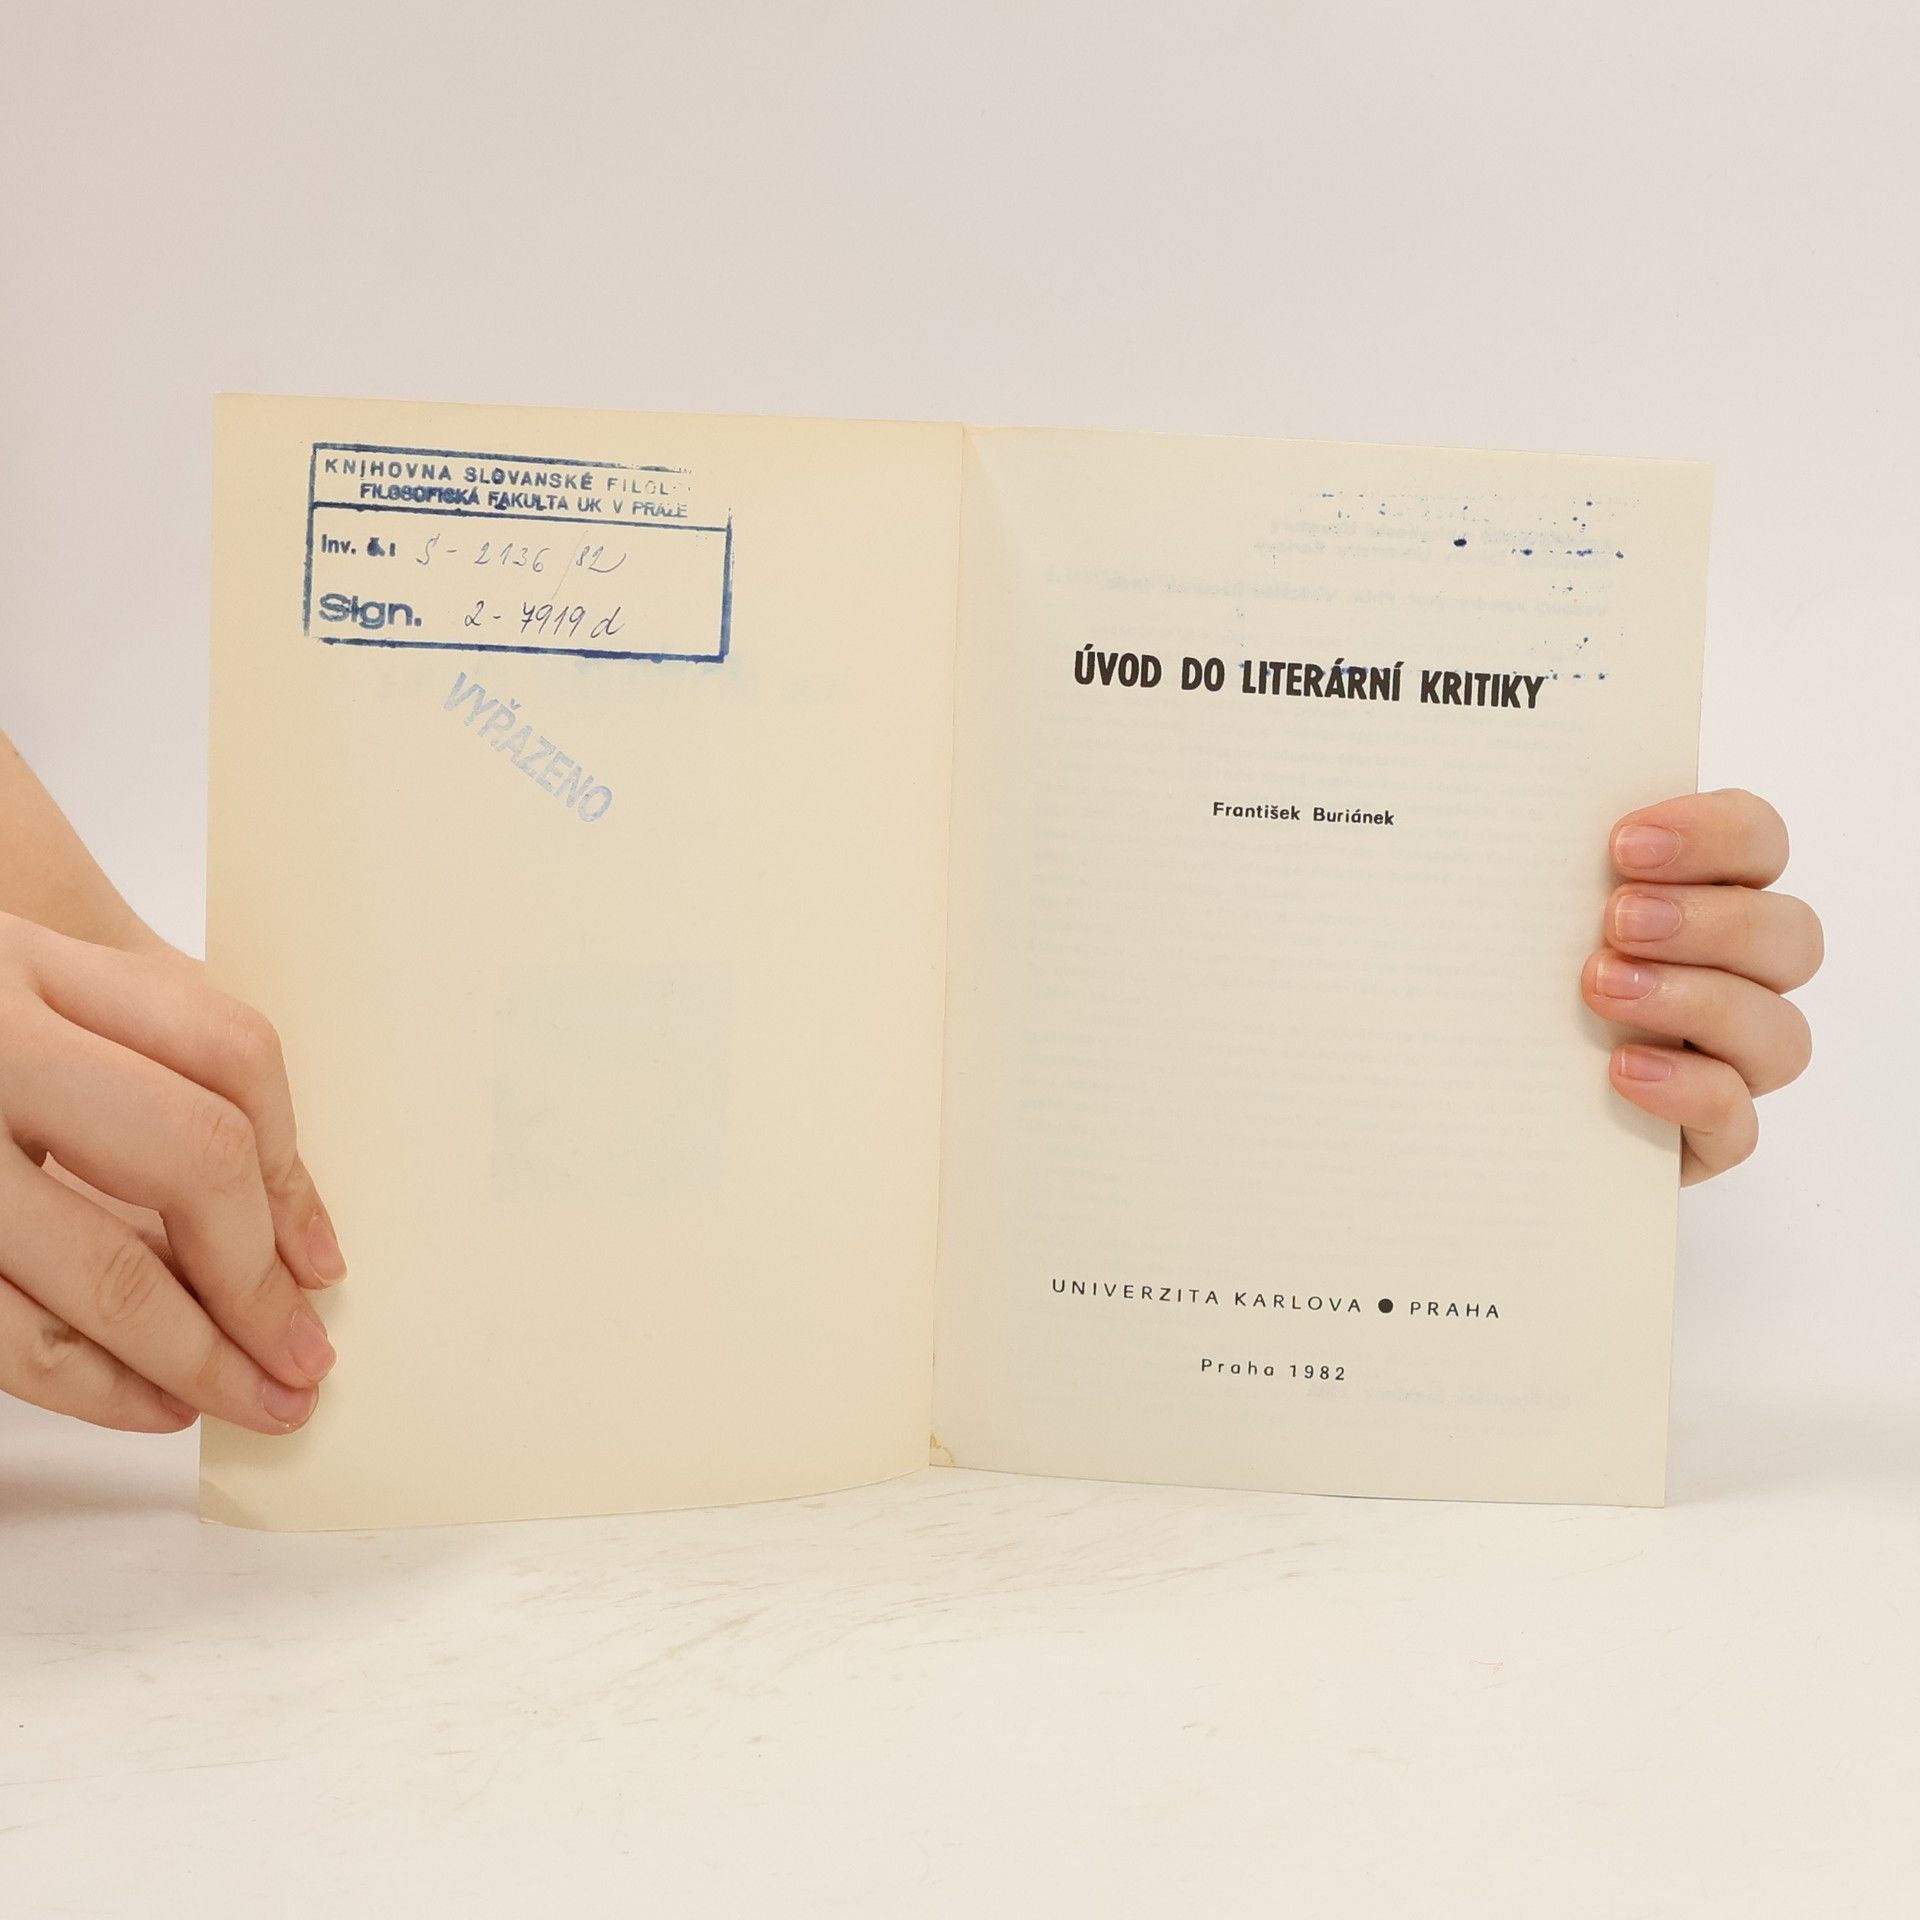 KNIHOVNA SLOVANSKÉ FILOL
FILOSOFICKÁ FAKULTA UK V PRAZE
Inv. č.: S - 2136/82
Sign. 2 - 7919 d
VYŘAZENO
ÚVOD DO LITERÁRNÍ KRITIKY
František Buriánek
UNIVERZITA KARLOVA ● PRAHA
Praha 1982